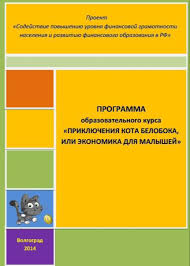 Проект
«Содействие повышению уровня финансовой грамотности
населения и развитию финансового образования в РФ»
ПРОГРАММА
образовательного курса
«ПРИКЛЮЧЕНИЯ КОТА БЕЛОБОКА,
ИЛИ ЭКОНОМИКА ДЛЯ МАЛЫШЕЙ»
Волгоград
2014